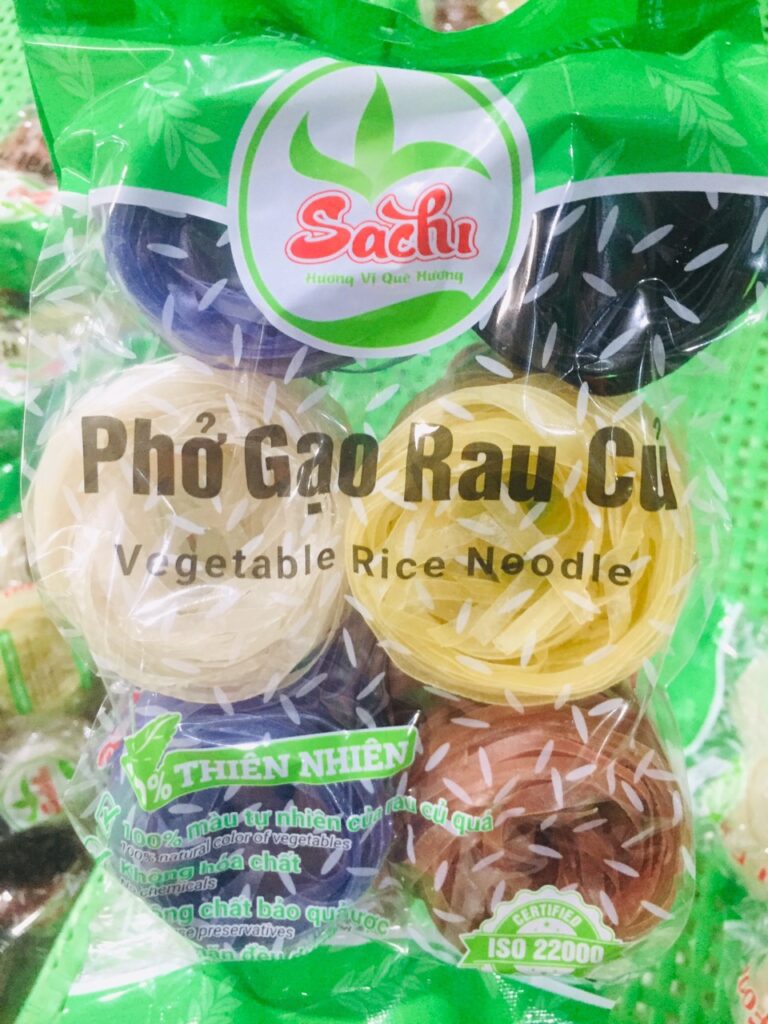 Sachi
Hương Vị Quê Hương
Phở Gạo Rau Củ
Vegetable Rice Noodle
% THIÊN NHIÊN
100% màu tự nhiên của rau củ quả
100% natural color of vegetables
Không hóa chất
No chemicals
chất bảo quản
preservatives
CERTIFIED
ISO 22000